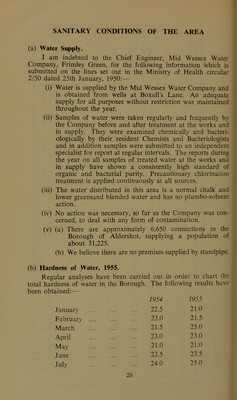 SANITARY CONDITIONS OF THE AREA
(a) Water Supply.
I am indebted to the Chief Engineer, Mid Wessex Water
Company, Frimley Green, for the following information which is
submitted on the lines set out in the Ministry of Health circular
2/50 dated 25th January, 1950:—
(i) Water is supplied by the Mid Wessex Water Company and
is obtained from wells at Boxall's Lane. An adequate
supply for all purposes without restriction was maintained
throughout the year.
(ii) Samples of water were taken regularly and frequently by
the Company before and after treatment at the works and
in supply. They were examined chemically and bacteri-
ologically by their resident Chemists and Bacteriologists
and in addition samples were submitted to an independent
specialist for report at regular intervals. The reports during
the year on all samples of treated water at the works and
in supply have shown a consistently high standard of
organic and bacterial purity. Precautionary chlorination
treatment is applied continuously at all sources.
(iii) The water distributed in this area is a normal chalk and
lower greensand blended water and has no plumbo-solvent
action.
(iv) No action was necessary, so far as the Company was con-
cerned, to deal with any form of contamination.
(v) (a) There are approximately 6,650 connections in the
Borough of Aldershot, supplying a population of
about 31,225.
(b) We believe there are no premises supplied by standpipe.
(b) Hardness of Water, 1955.
Regular analyses have been carried out in order to chart the
total hardness of water in the Borough. The following results have
been obtained:—
1954 1955
January ... ... ... 22.5 21.0
February ... ... ... 23.0 21.5
March ... ... ... 21.5 25.0
April ... ... ... 23.0 23.0
May ... ... ... 21.0 21.0
June ... ... ... 22.5 23.5
July ... ... ... 24.0 25.0
20